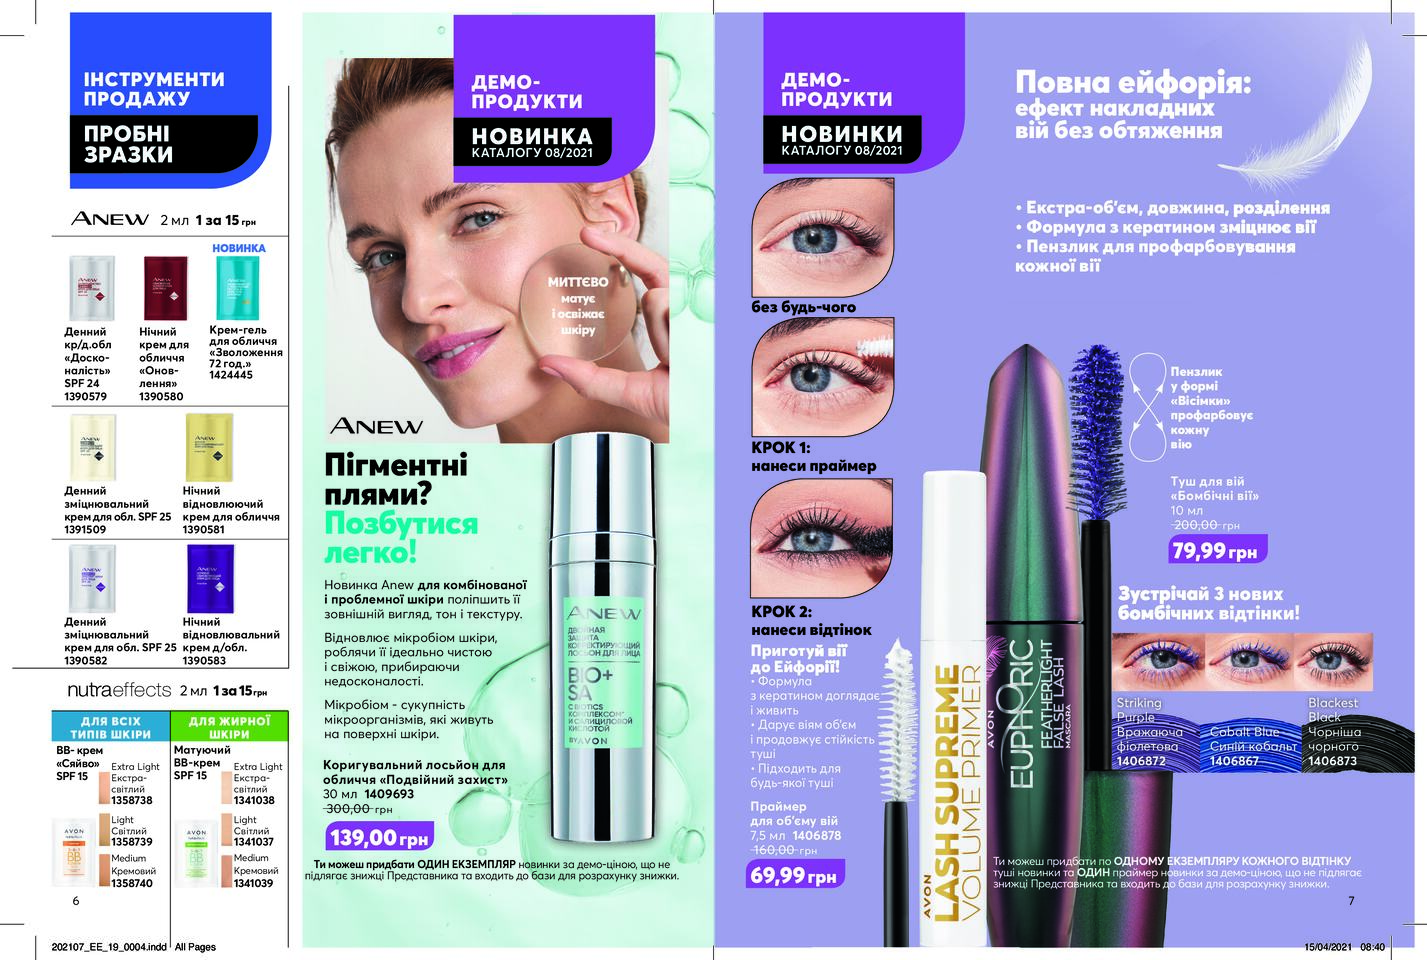 ІНСТРУМЕНТИ
ПРОДАЖУ
ПРОБНІ
ЗРАЗКИ
ANEW 2 мл 1 за 15 грн
НОВИНКА
Денний
кр/д.обл
«Доско-
налість»
SPF 24
1390579
Нічний
крем для
обличчя
«Онов-
лення»
1390580
Крем-гель
для обличчя
«Зволоження
72 год.»
1424445
Денний
зміцнювальний
крем для обл. SPF 25
1391509
Нічний
відновлюючий
крем для обличчя
1390581
Денний
зміцнювальний
крем для обл. SPF 25
1390582
Нічний
відновлювальний
крем д/обл.
1390583
nutraeffects 2 мл 1 за 15 грн
ДЛЯ ВСІХ
ТИПІВ ШКІРИ
BB- крем
«Сяйво»
SPF 15
Extra Light
Екстра-
світлий
1358738
Light
Світлий
1358739
Medium
Кремовий
1358740
ДЛЯ ЖИРНОЇ
ШКІРИ
Матуючий
BB-крем
SPF 15
Extra Light
Екстра-
світлий
1341038
Light
Світлий
1341037
Medium
Кремовий
1341039
6
ДЕМО-
ПРОДУКТИ
НОВИНКА
КАТАЛОГУ 08/2021
МИТТЄВО
матує
і освіжає
шкіру
ANEW
Пігментні
плями?
Позбутися
легко!
Новинка Anew для комбінованої
і проблемної шкіри поліпшить її
зовнішній вигляд, тон і текстуру.
Відновлює мікробіом шкіри,
роблячи її ідеально чистою
і свіжою, прибираючи
недосконалості.
Мікробіом - сукупність
мікроорганізмів, які живуть
на поверхні шкіри.
Коригувальний лосьйон для
обличчя «Подвійний захист»
30 мл 1409693
300,00 грн
139,00 грн
ANEW
ДВОЙНАЯ
ЗАЩИТА
КОРРЕКТИРУЮЩИЙ
ЛОСЬОН ДЛЯ ЛИЦА
BIO+
SA
С BIOTICS
КОМПЛЕКСОМ*
И САЛИЦИЛОВОЙ
КИСЛОТОЙ
BY AVON
Ти можеш придбати ОДИН ЕКЗЕМПЛЯР новинки за демо-ціною, що не
підлягає знижці Представника та входить до бази для розрахунку знижки.
ДЕМО-
ПРОДУКТИ
НОВИНКИ
КАТАЛОГУ 08/2021
Повна ейфорія:
ефект накладних
вій без обтяження
• Екстра-об'єм, довжина, розділення
• Формула з кератином зміцнює вії
• Пензлик для профарбовування
кожної вії
без будь-чого
КРОК 1:
нанеси праймер
КРОК 2:
нанеси відтінок
Приготуй вії
до Ейфорії!
• Формула
з кератином доглядає
і живить
• Дарує віям об'єм
і продовжує стійкість
туші
• Підходить для
будь-якої туші
Праймер
для об'єму вій
7,5 мл 1406878
160,00 грн
69,99 грн
AVON
LASH SUPREME
VOLUME PRIMER
AVON
EUPHORIC
FEATHERLIGHT
FALSE LASH
MASCARA
Пензлик
у формі
«Вісімки»
профарбовує
кожну
вію
Туш для вій
«Бомбічні вії»
10 мл
200,00 грн
79,99 грн
Зустрічай 3 нових
бомбічних відтінки!
Striking
Purple
Вражаюча
фіолетова
1406872
Cobalt Blue
Синій кобальт
1406867
Blackest
Black
Чорніша
чорного
1406873
Ти можеш придбати по ОДНОМУ ЕКЗЕМПЛЯРУ КОЖНОГО ВІДТІНКУ
туші новинки та ОДИН праймер новинки за демо-ціною, що не підлягає
знижці Представника та входить до бази для розрахунку знижки.
7
202107_EE_19_0004.indd All Pages
15/04/2021 08:40